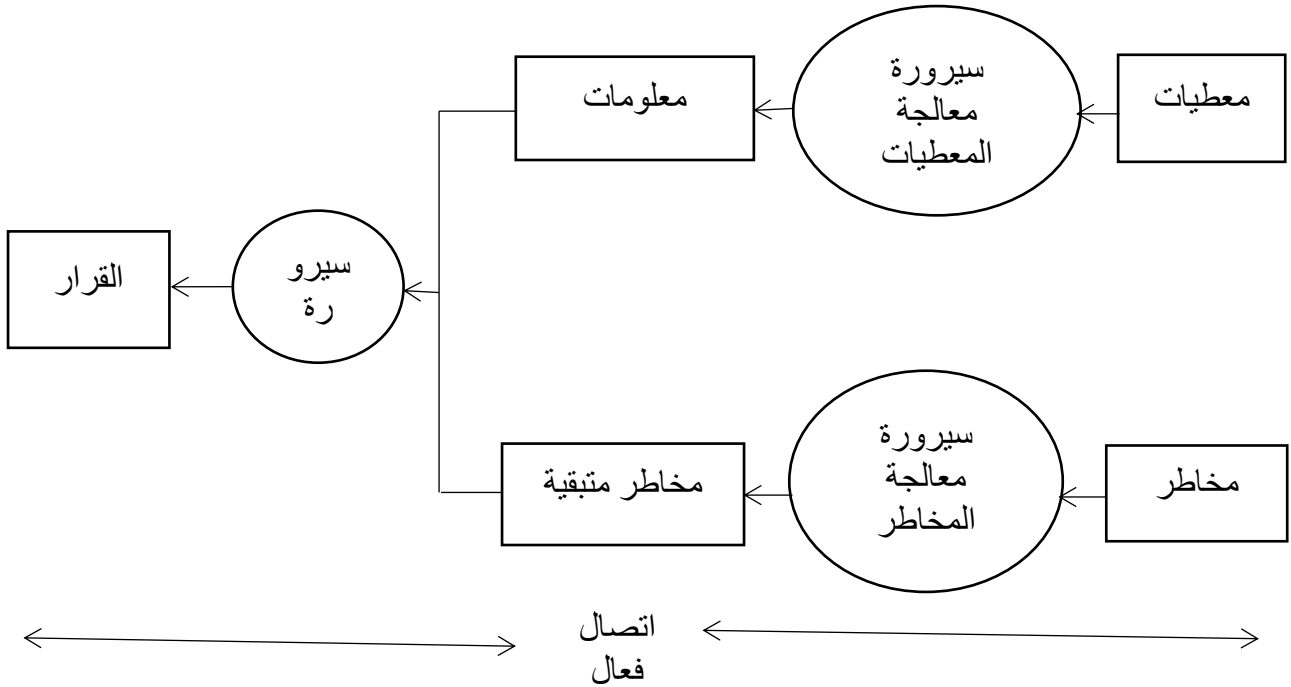 معطيات
سيرورة
معالجة
المعطيات
معلومات
سيرو
رة
القرار
مخاطر
سيرورة
معالجة
المخاطر
مخاطر متبقية
اتصال
فعال